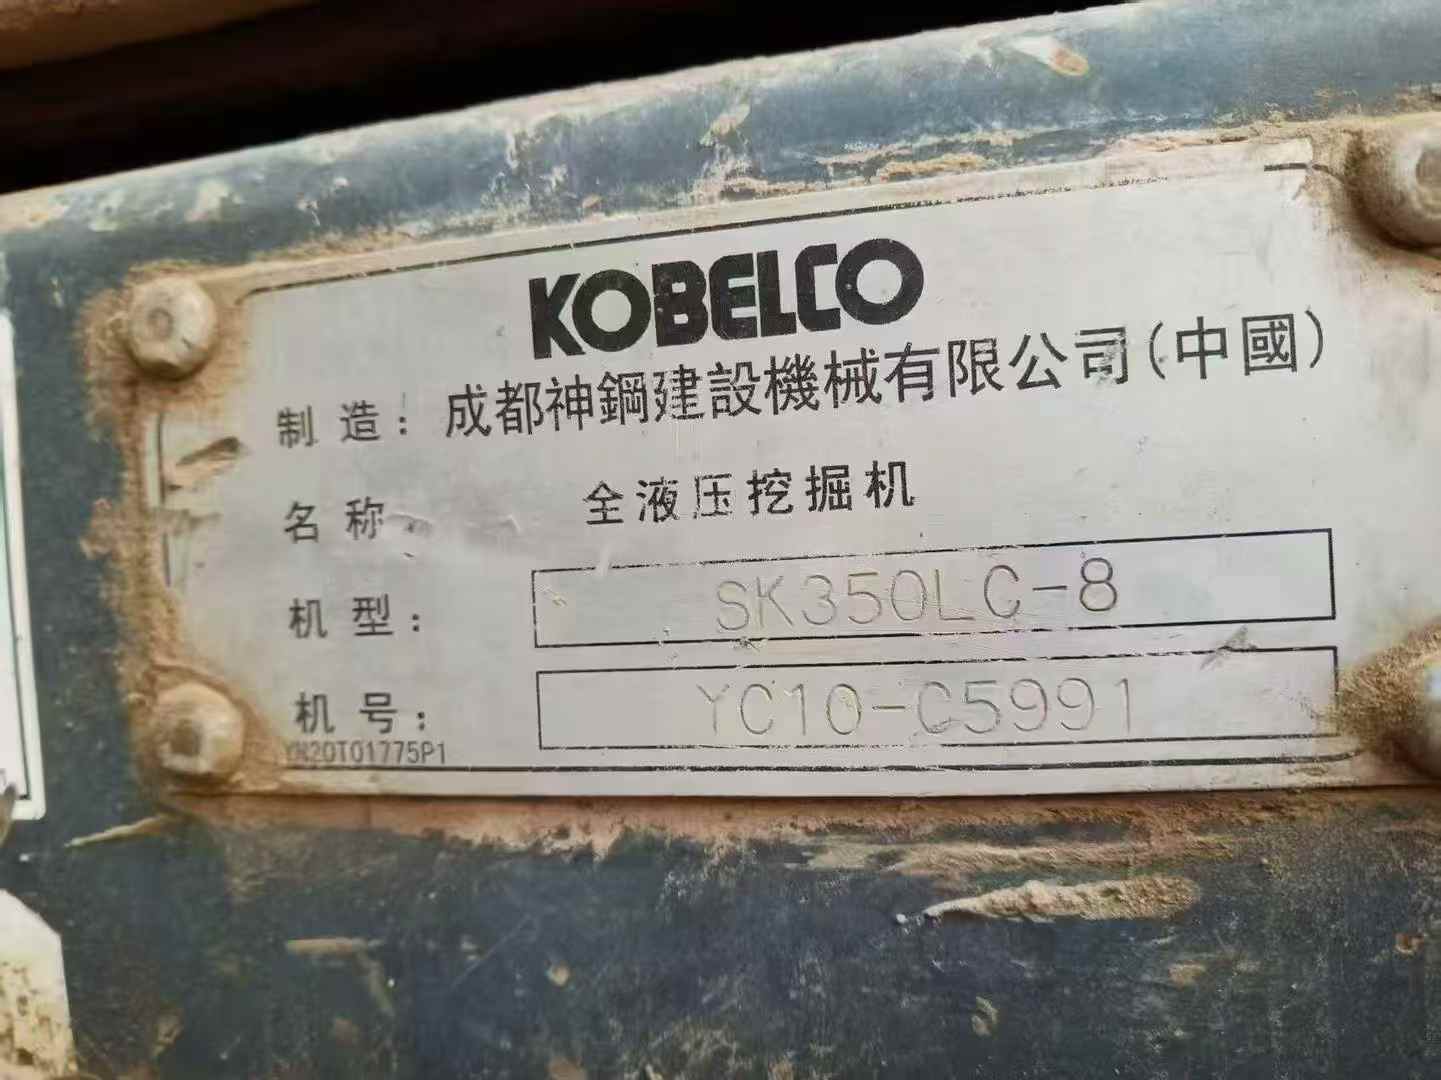 KOBELCO
制造：成都神鋼建設機械有限公司(中國)
名称 全液压挖掘机
机型：SK350LC-8
机号：YC10-C5991
YN20T01775P1